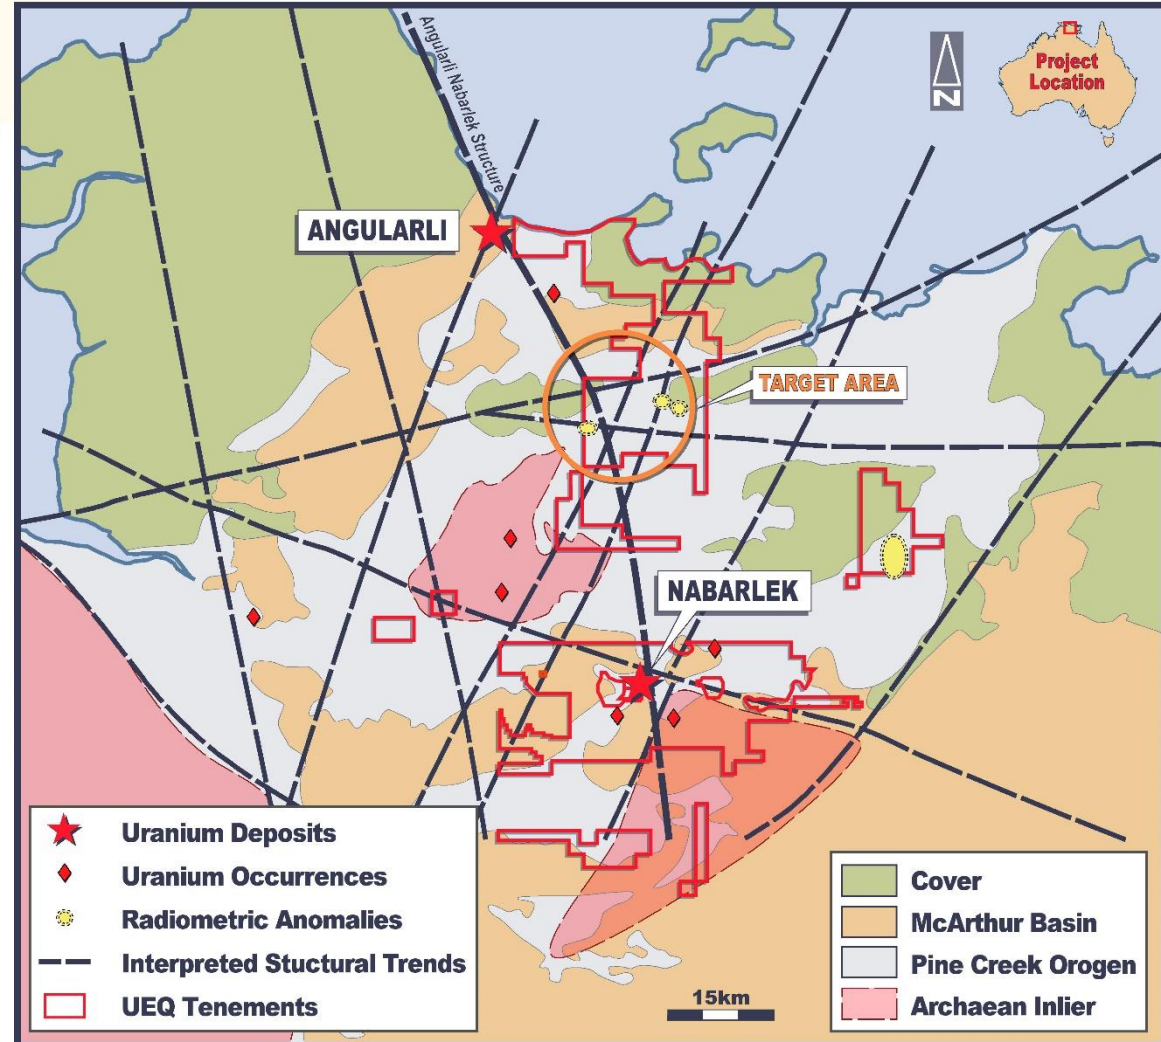 Angularli Nabarlek Structure
N
Project
Location
ANGULARLI
TARGET AREA
NABARLEK
Uranium Deposits
Uranium Occurrences
Radiometric Anomalies
Interpreted Stuctural Trends
UEQ Tenements
15km
Cover
McArthur Basin
Pine Creek Orogen
Archaean Inlier